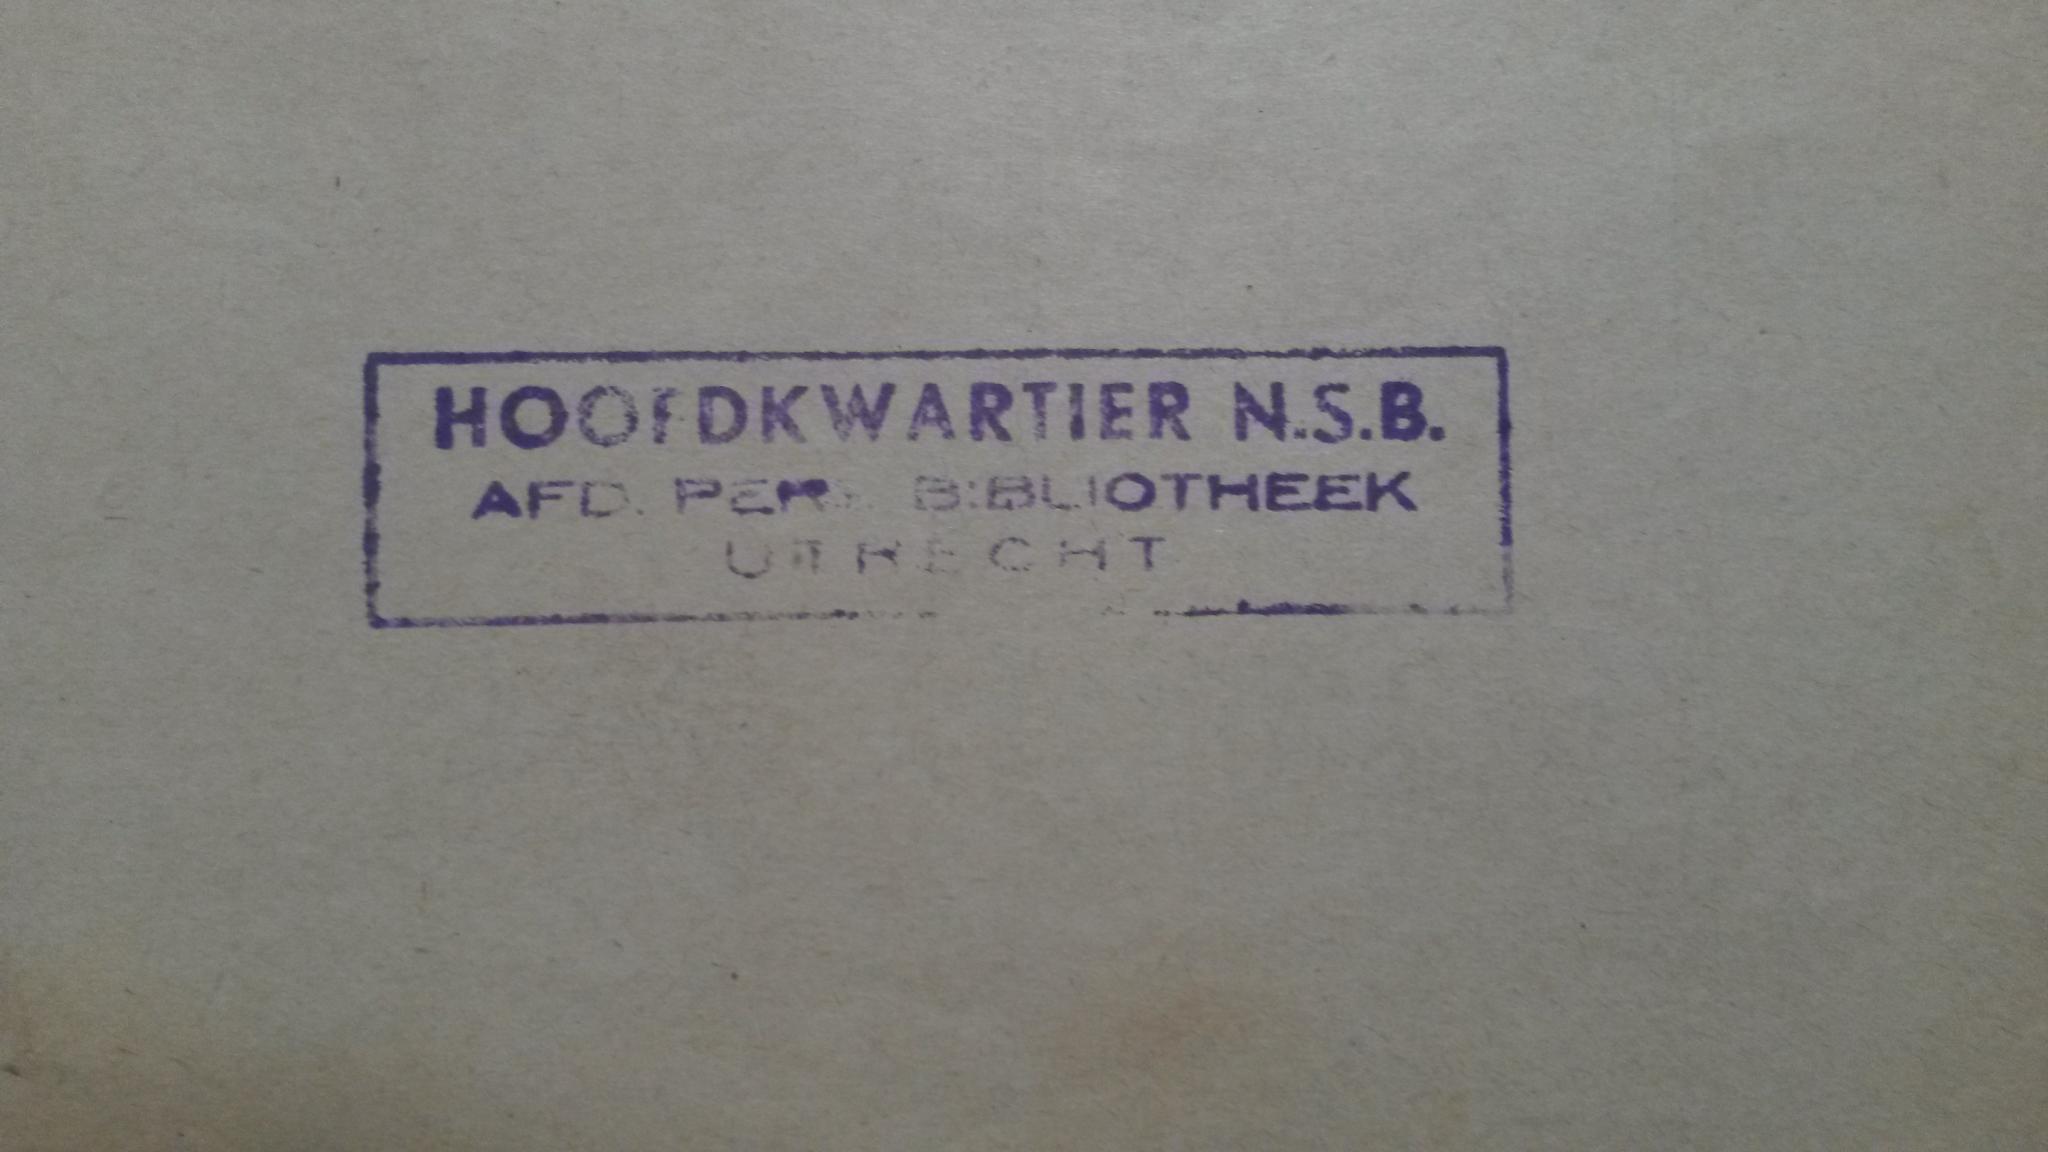 HOOFDKWARTIER N.S.B.
AFD. PERS. BIBLIOTHEEK
UTRECHT